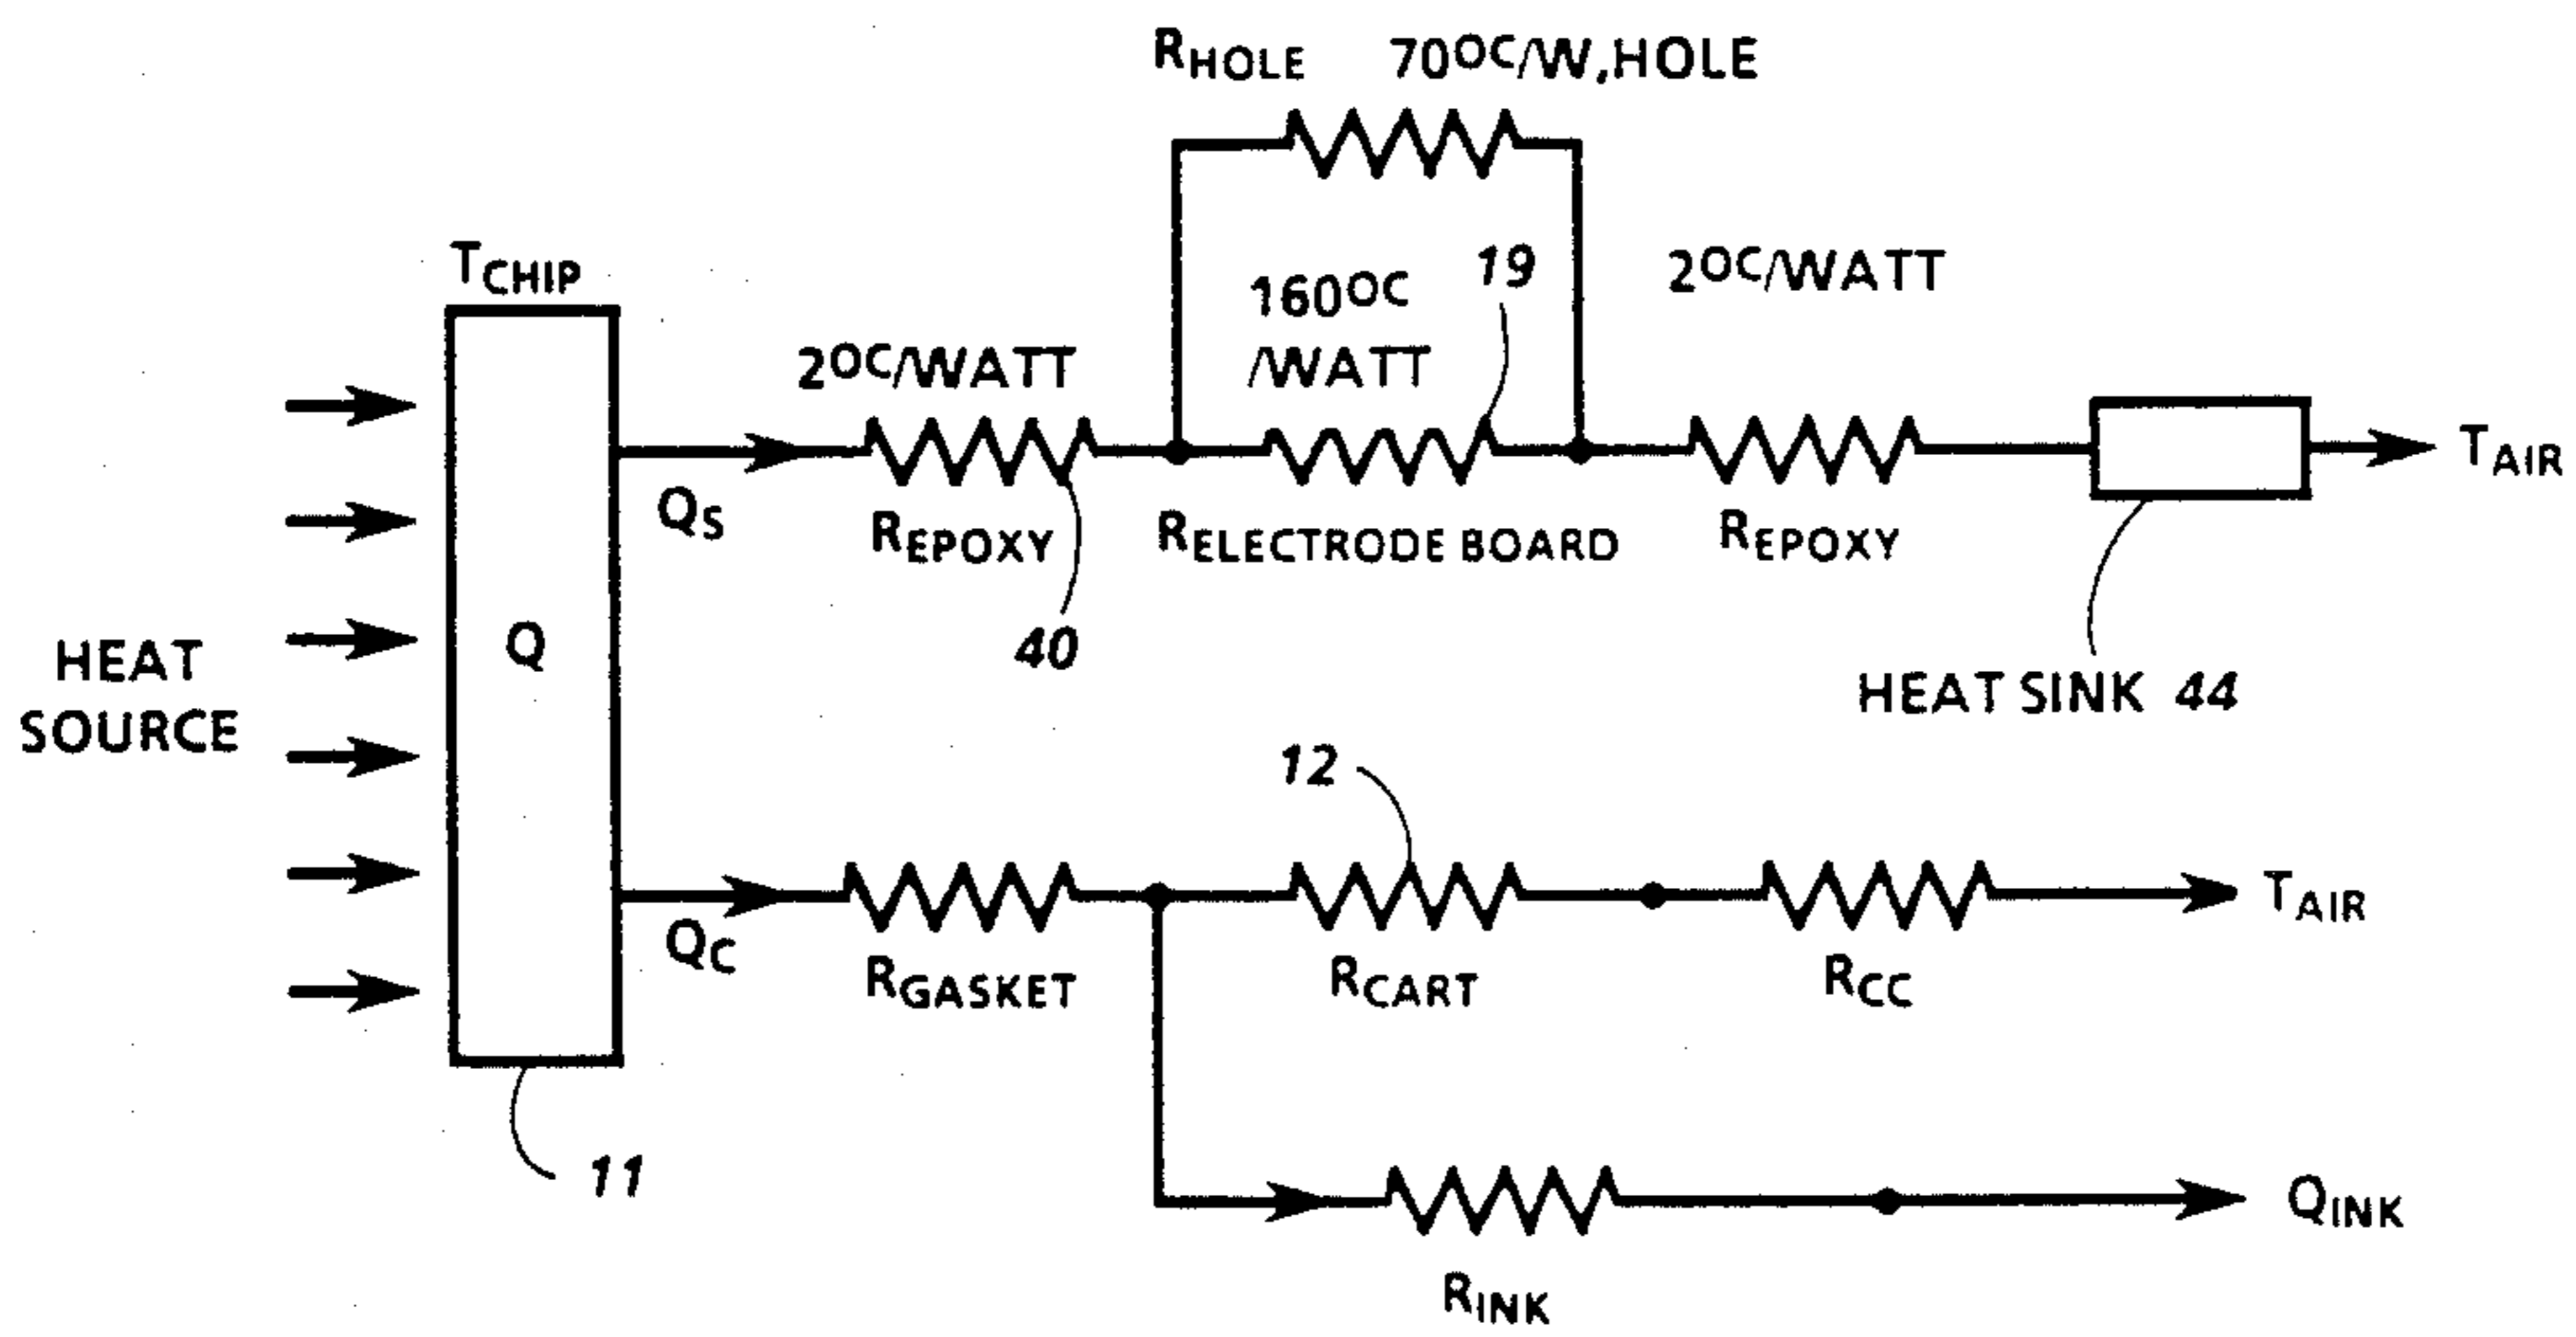 RHOLE 70OC/W,HOLE
TCHIP
160OC
/WATT
19
2OC/WATT
2OC/WATT
QS
REPOXY
RELECTRODE BOARD
REPOXY
TAIR
40
HEAT SINK 44
HEAT
SOURCE
Q
12
QC
RGASKET
RCART
RCC
TAIR
11
RINK
QINK